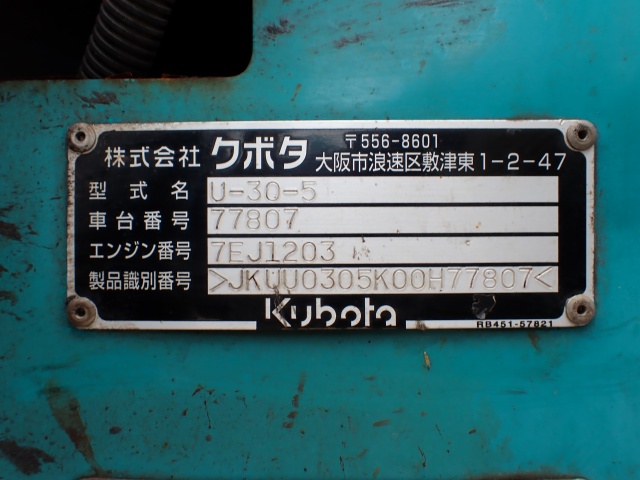 株式会社 クボタ 〒556-8601
大阪市浪速区敷津東1-2-47
型式名 U-30-5
車台番号 77807
エンジン番号 7EJ1203
製品識別番号 >JKUU0305K00H77807<
Kubota
RB451-57821